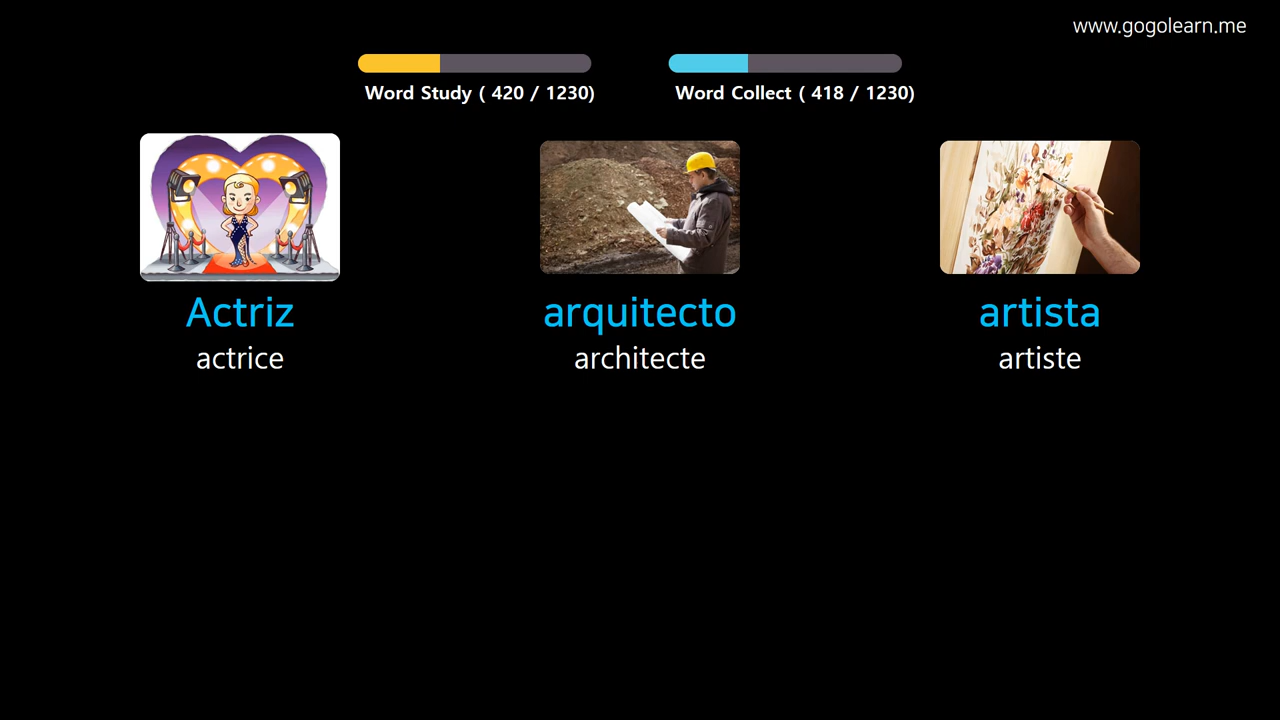 www.gogolearn.me
Word Study ( 420 / 1230)
Word Collect ( 418 / 1230)
Actriz
arquitecto
artista
actrice
architecte
artiste